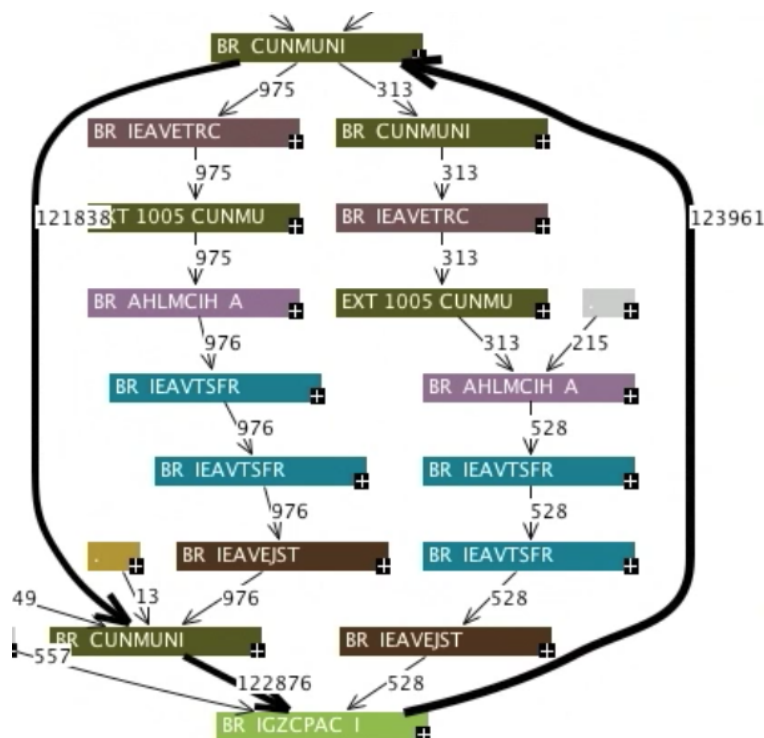 BR CUNMUNI
975 313
BR IEAVETRC BR CUNMUNI
975 313
121838 XT 1005 CUNMU BR IEAVETRC 123961
975 313
BR AHLMCIH A EXT 1005 CUNMU .
976 313 215
BR IEAVTSFR BR AHLMCIH A
976 528
BR IEAVTSFR BR IEAVTSFR
976 528
. BR IEAVEJST BR IEAVTSFR
49 13 976 528
BR CUNMUNI BR IEAVEJST
557 122876 528
BR IGZCPAC I